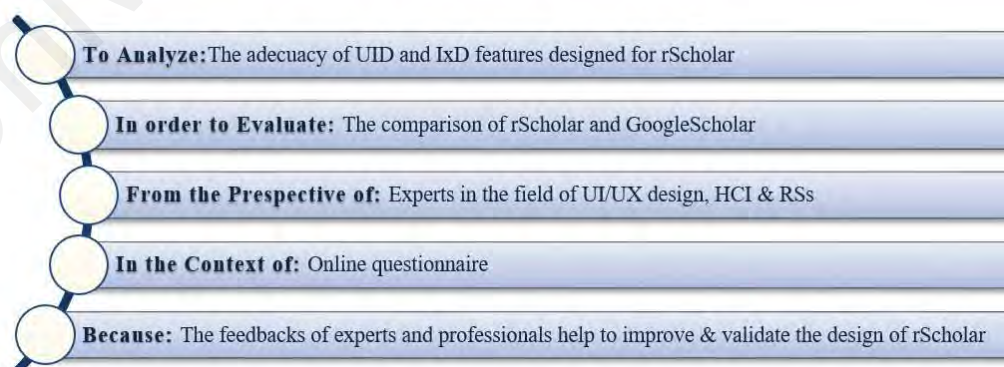 To Analyze:The adecuacy of UID and IxD features designed for rScholar
In order to Evaluate: The comparison of rScholar and GoogleScholar
From the Prespective of: Experts in the field of UI/UX design, HCI & RSs
In the Context of: Online questionnaire
Because: The feedbacks of experts and professionals help to improve & validate the design of rScholar